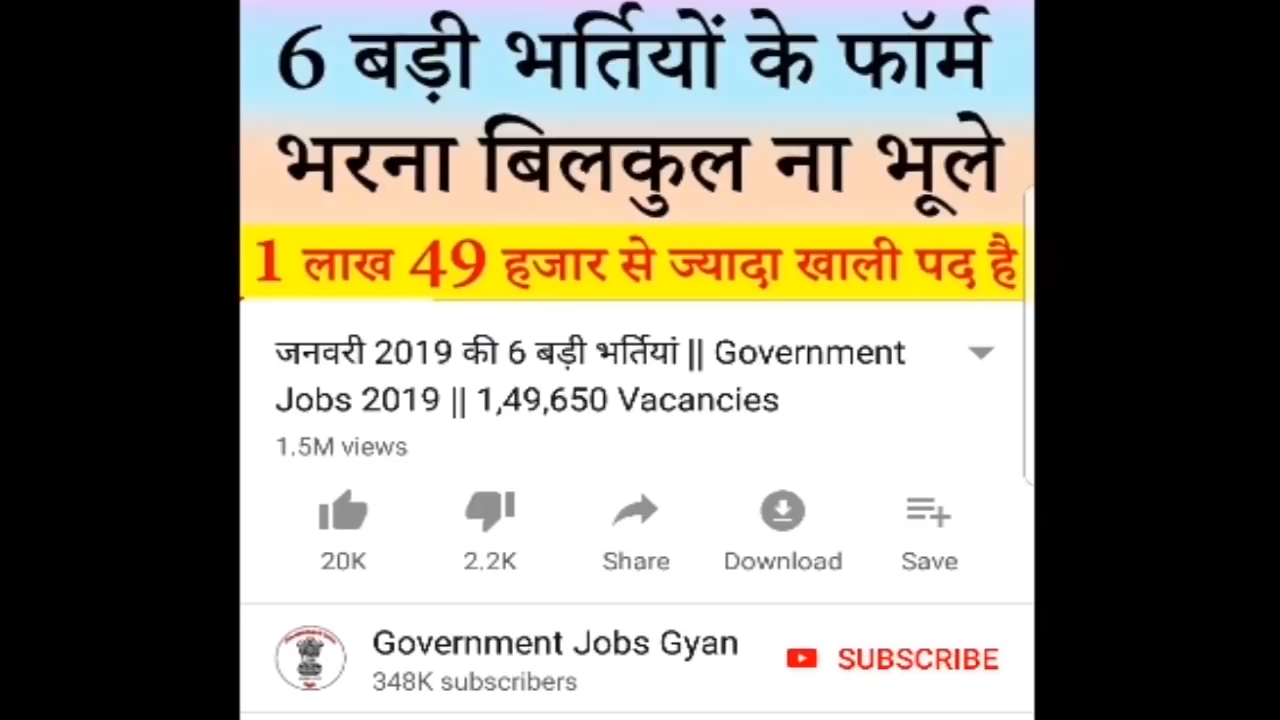 6 बड़ी भर्तियों के फॉर्म
भरना बिलकुल ना भूले
1 लाख 49 हजार से ज्यादा खाली पद है
जनवरी 2019 की 6 बड़ी भर्तियां || Government
Jobs 2019 || 1,49,650 Vacancies
1.5M views
20K 2.2K Share Download Save
Government Jobs Gyan
SUBSCRIBE
348K subscribers